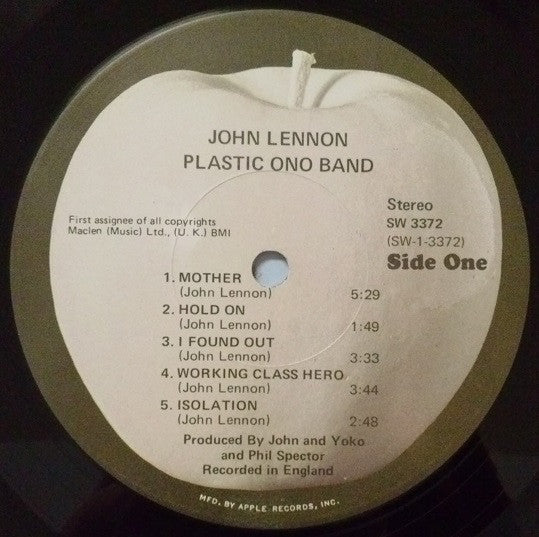 JOHN LENNON
PLASTIC ONO BAND
Stereo
SW 3372
(SW-1-3372)
Side One
First assignee of all copyrights
Maclen (Music) Ltd., (U. K.) BMI
1. MOTHER
(John Lennon) 5:29
2. HOLD ON
(John Lennon) 1:49
3. I FOUND OUT
(John Lennon) 3:33
4. WORKING CLASS HERO
(John Lennon) 3:44
5. ISOLATION
(John Lennon) 2:48
Produced By John and Yoko
and Phil Spector
Recorded in England
MFD. BY APPLE RECORDS, INC.